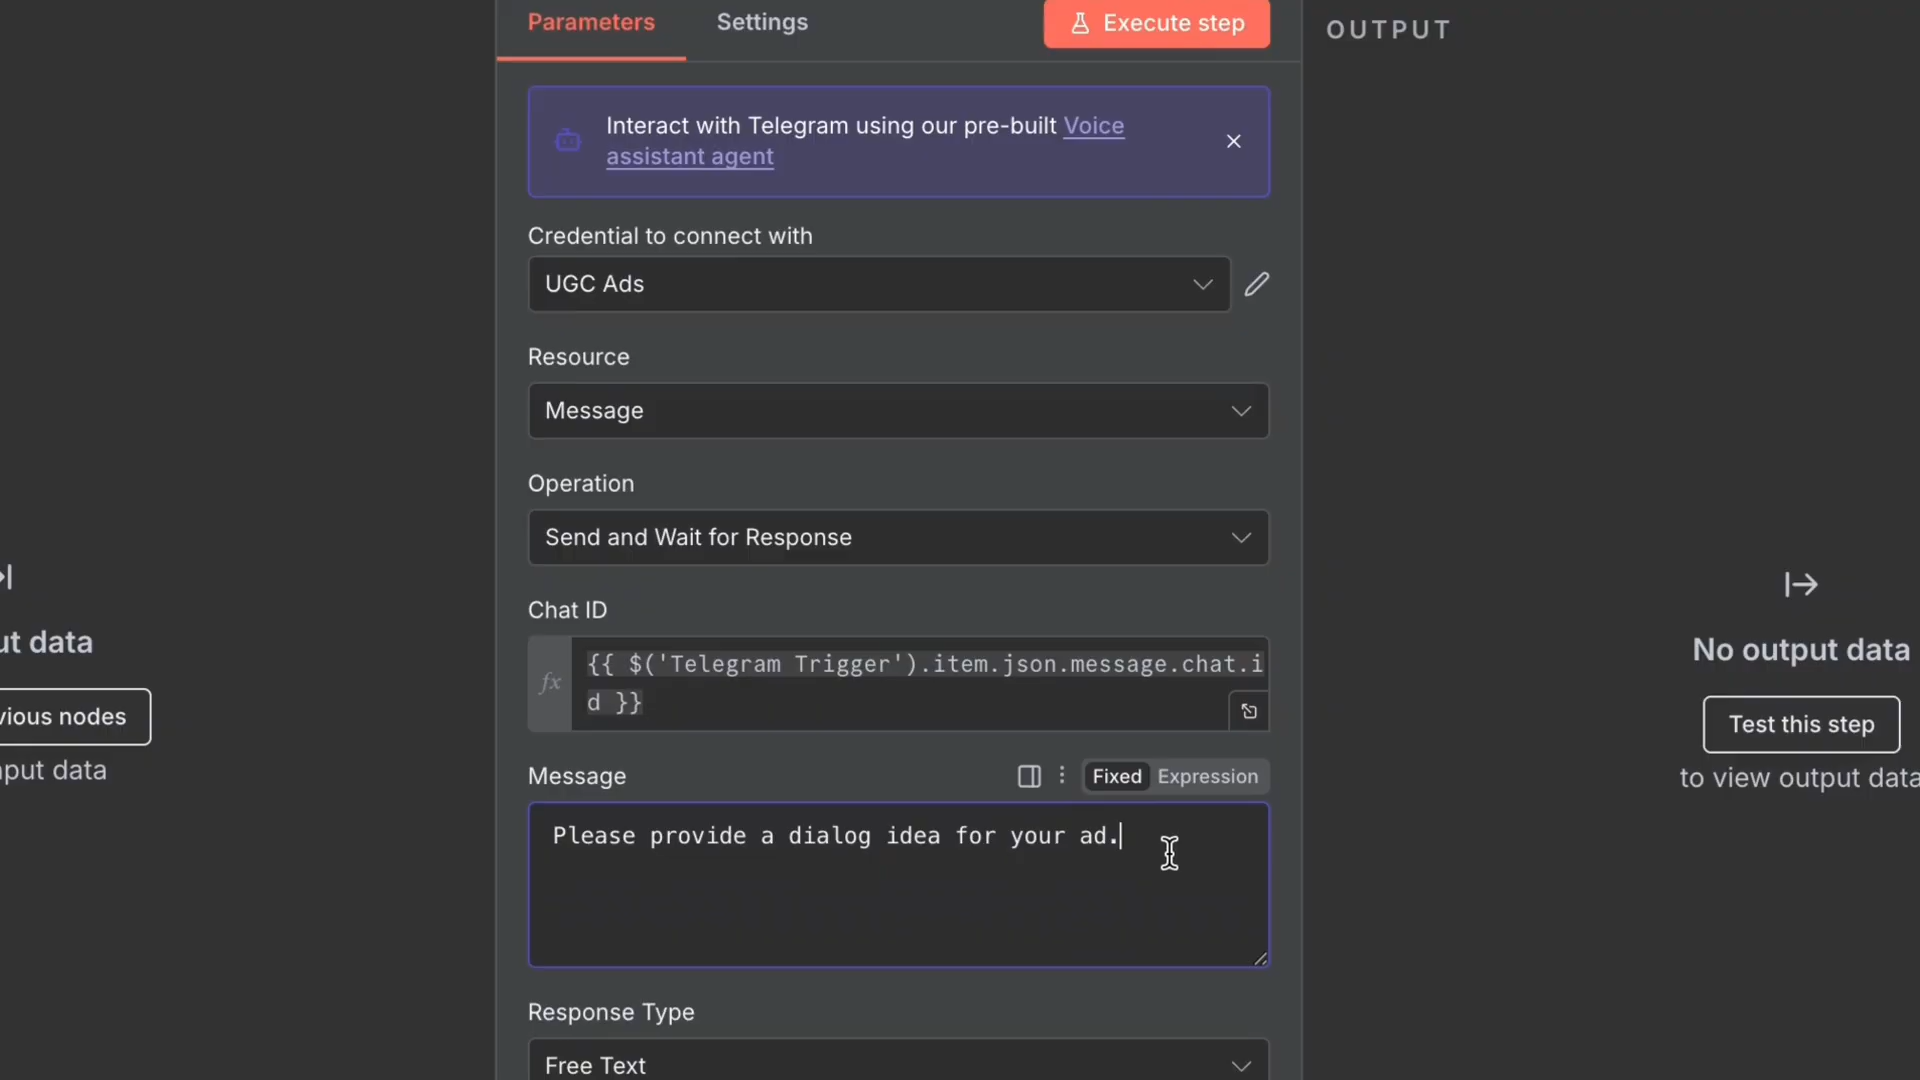 Parameters
Settings
Execute step
OUTPUT
Interact with Telegram using our pre-built Voice
assistant agent
Credential to connect with
UGC Ads
Resource
Message
Operation
Send and Wait for Response
Chat ID
fx
{{ $('Telegram Trigger').item.json.message.chat.i
d }}
ut data
vious nodes
nput data
No output data
Test this step
to view output data
Message
Fixed
Expression
Please provide a dialog idea for your ad.
Response Type
Free Text